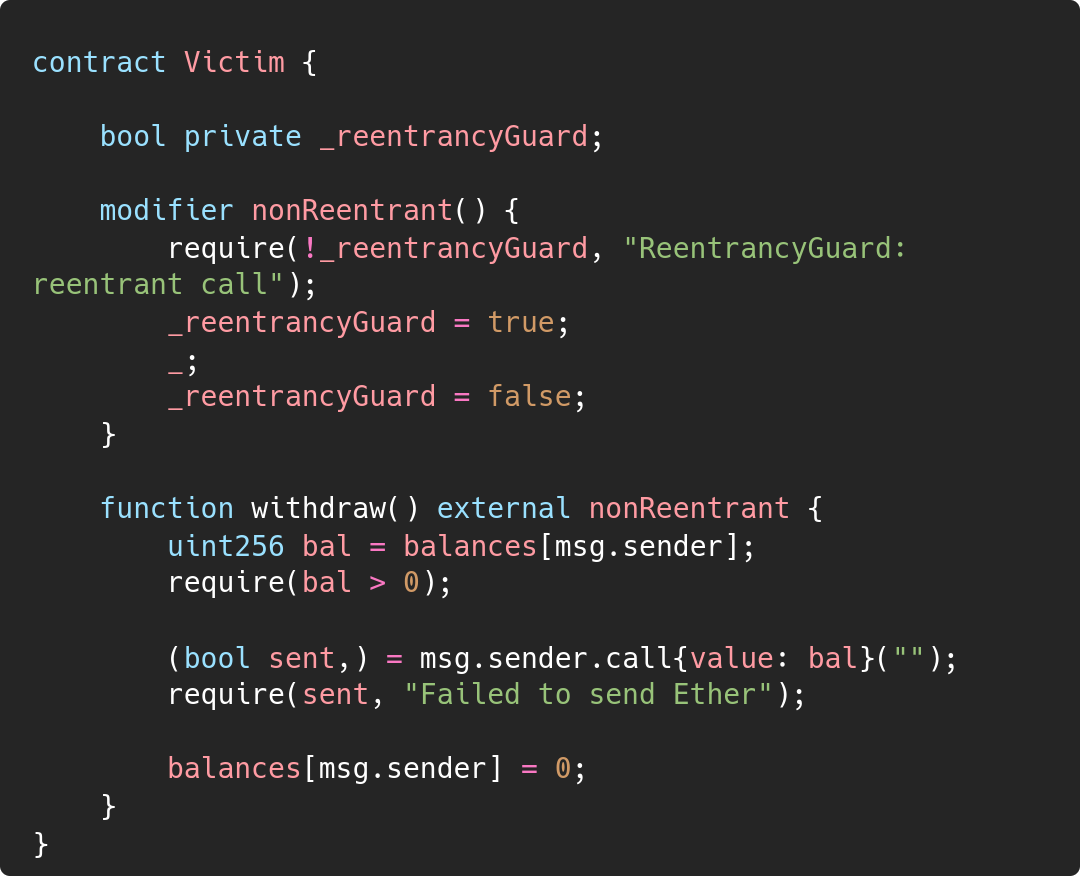 contract Victim {
    bool private _reentrancyGuard;
    modifier nonReentrant() {
        require(!_reentrancyGuard, "ReentrancyGuard:
reentrant call");
        _reentrancyGuard = true;
        _;
        _reentrancyGuard = false;
    }
    function withdraw() external nonReentrant {
        uint256 bal = balances[msg.sender];
        require(bal > 0);
        (bool sent,) = msg.sender.call{value: bal}("");
        require(sent, "Failed to send Ether");
        balances[msg.sender] = 0;
    }
}